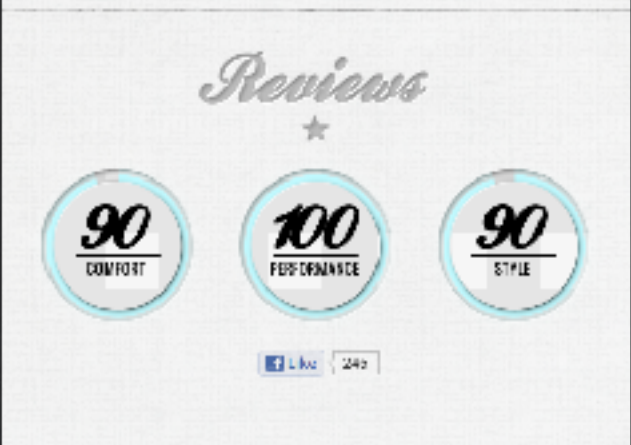 Reviews
90
COMFORT
100
PERFORMANCE
90
STYLE
Like